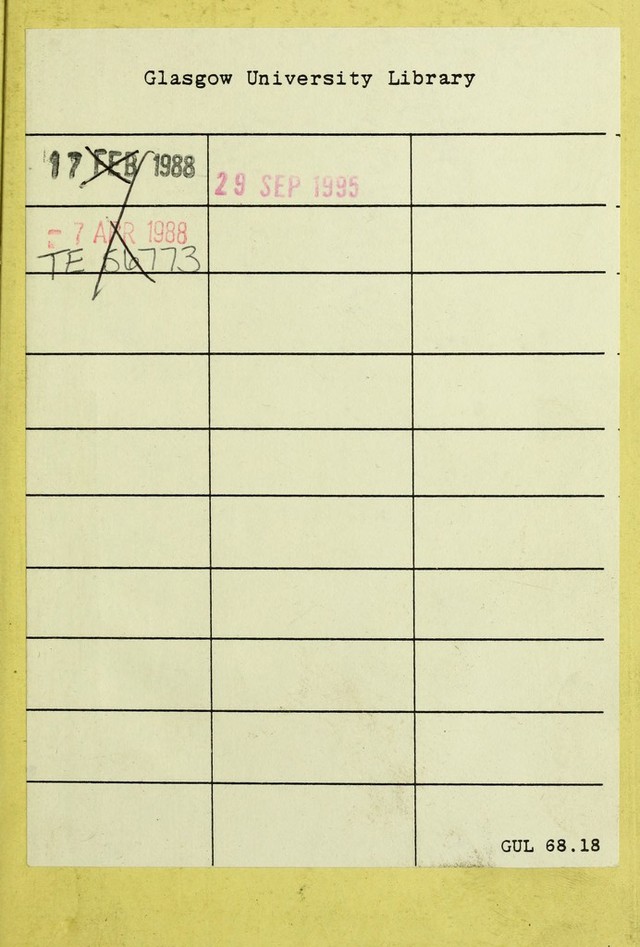 Glasgow University Library
17 FEB 1988
29 SEP 1995
- 7 APR 1988
TE 56773
GUL 68.18